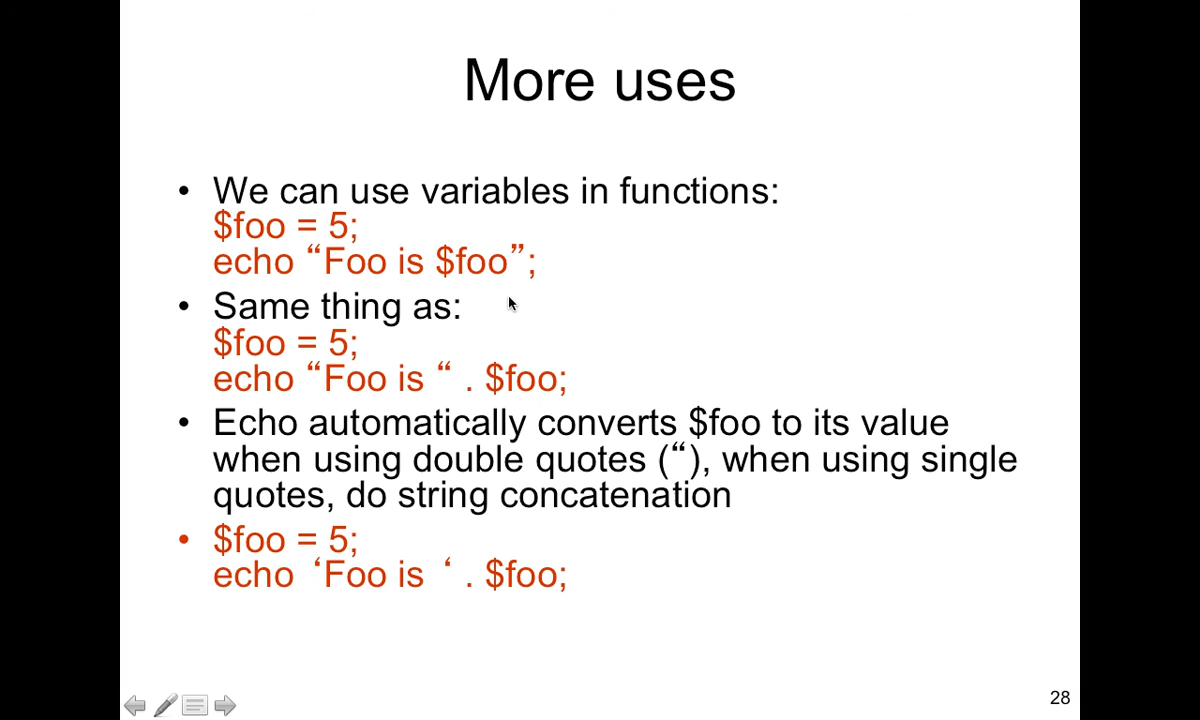 More uses
• We can use variables in functions:
$foo = 5;
echo “Foo is $foo”;
• Same thing as:
$foo = 5;
echo “Foo is “ . $foo;
• Echo automatically converts $foo to its value
when using double quotes (“), when using single
quotes, do string concatenation
• $foo = 5;
echo ‘Foo is ‘ . $foo;
28